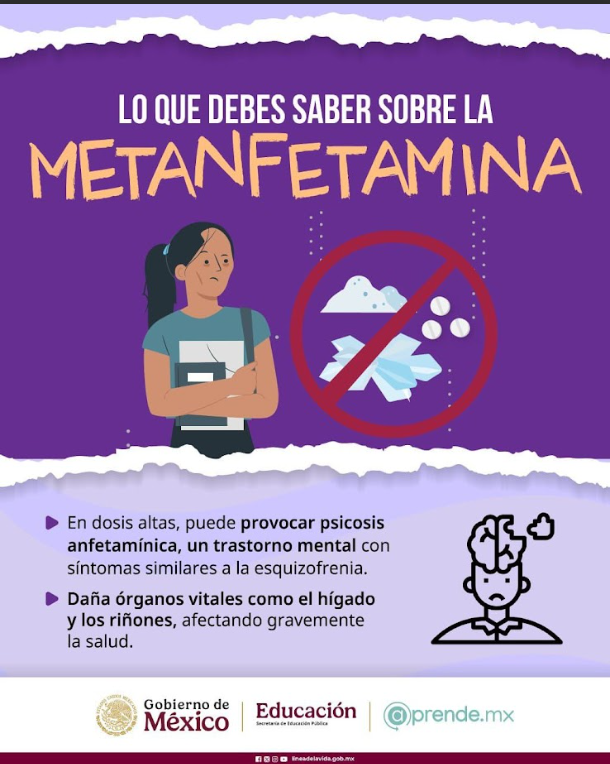 LO QUE DEBES SABER SOBRE LA
METANFETAMINA
En dosis altas, puede provocar psicosis
anfetamínica, un trastorno mental con
síntomas similares a la esquizofrenia.
Daña órganos vitales como el hígado
y los riñones, afectando gravemente
la salud.
Gobierno de
México
Educación
Secretaría de Educación Pública
@prende.mx
lineadelavida.gob.mx